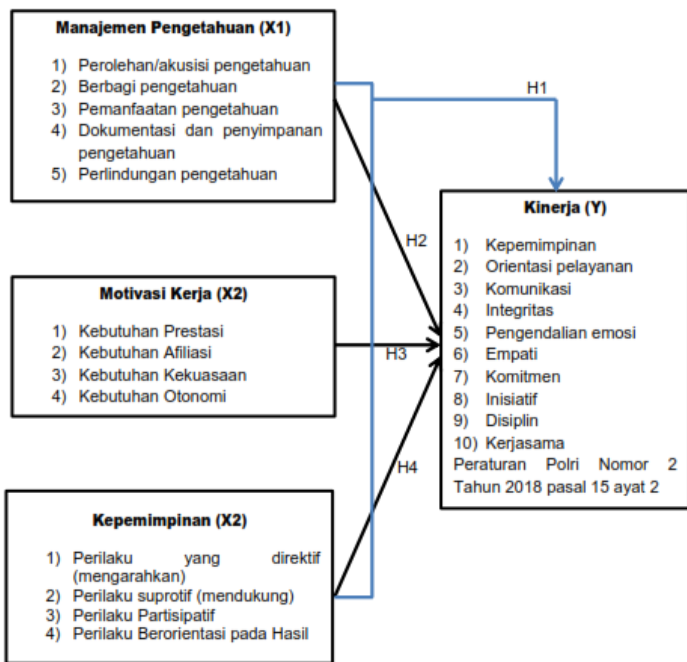 Manajemen Pengetahuan (X1)
1) Perolehan/akusisi pengetahuan
2) Berbagi pengetahuan
3) Pemanfaatan pengetahuan
4) Dokumentasi dan penyimpanan
pengetahuan
5) Perlindungan pengetahuan
H1
H2
Motivasi Kerja (X2)
1) Kebutuhan Prestasi
2) Kebutuhan Afiliasi
3) Kebutuhan Kekuasaan
4) Kebutuhan Otonomi
H3
H4
Kepemimpinan (X2)
1) Perilaku yang direktif
(mengarahkan)
2) Perilaku suprotif (mendukung)
3) Perilaku Partisipatif
4) Perilaku Berorientasi pada Hasil
Kinerja (Y)
1) Kepemimpinan
2) Orientasi pelayanan
3) Komunikasi
4) Integritas
5) Pengendalian emosi
6) Empati
7) Komitmen
8) Inisiatif
9) Disiplin
10) Kerjasama
Peraturan Polri Nomor 2
Tahun 2018 pasal 15 ayat 2